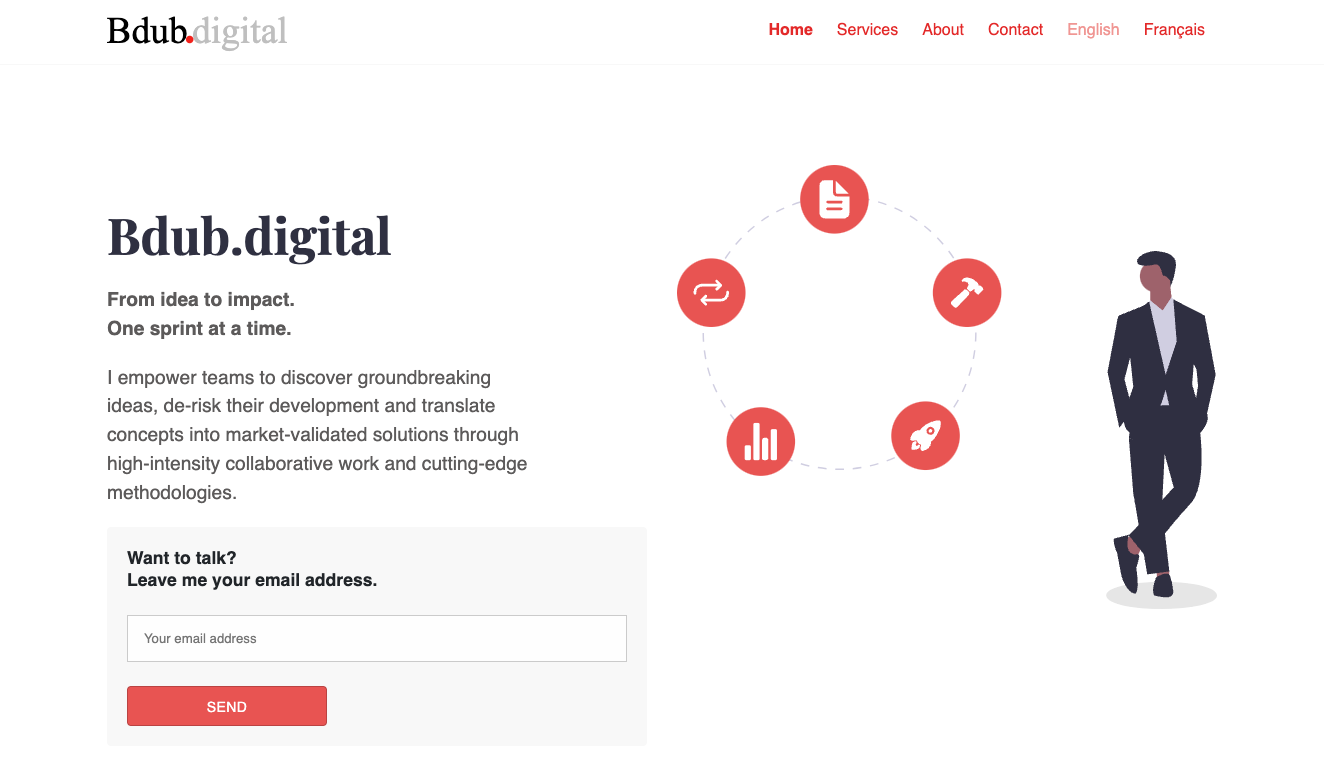 Bdub.digital
Home Services About Contact English Français
Bdub.digital
From idea to impact.
One sprint at a time.
I empower teams to discover groundbreaking
ideas, de-risk their development and translate
concepts into market-validated solutions through
high-intensity collaborative work and cutting-edge
methodologies.
Want to talk?
Leave me your email address.
Your email address
SEND